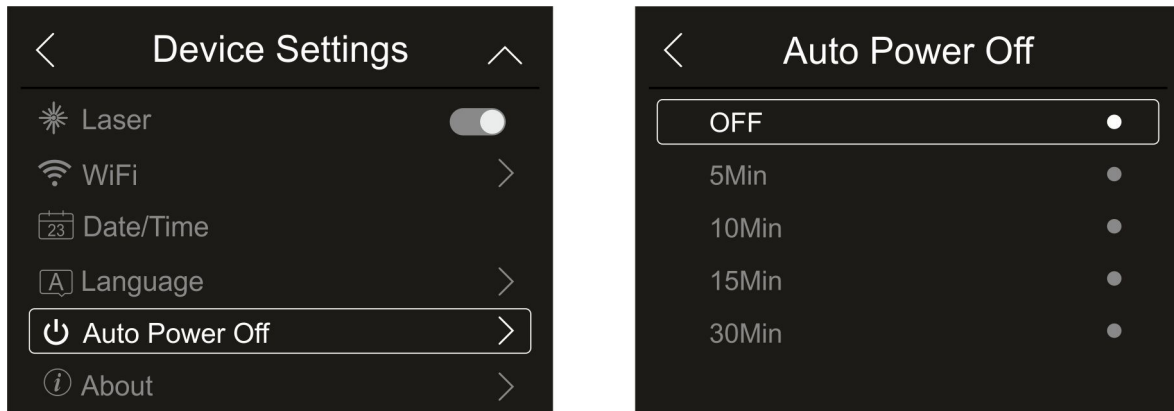 Device Settings
Laser
WiFi
23 Date/Time
A Language
Auto Power Off
i About
Auto Power Off
OFF
5Min
10Min
15Min
30Min